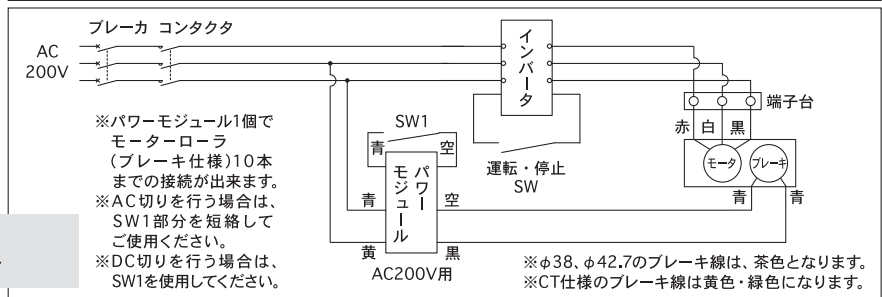 ブレーカ コンタクタ
AC
200V
インバータ
端子台
赤 白 黒
モータ
ブレーキ
青 青
運転・停止
SW
SW1
青 空
パワー
モジュール
青 空
黄 黒
AC200V用
※パワーモジュール1個で
モーターローラ
(ブレーキ仕様)10本
までの接続が出来ます。
※AC切りを行う場合は、
SW1部分を短絡して
ご使用ください。
※DC切りを行う場合は、
SW1を使用してください。
※φ38、φ42.7のブレーキ線は、茶色となります。
※CT仕様のブレーキ線は黄色・緑色になります。